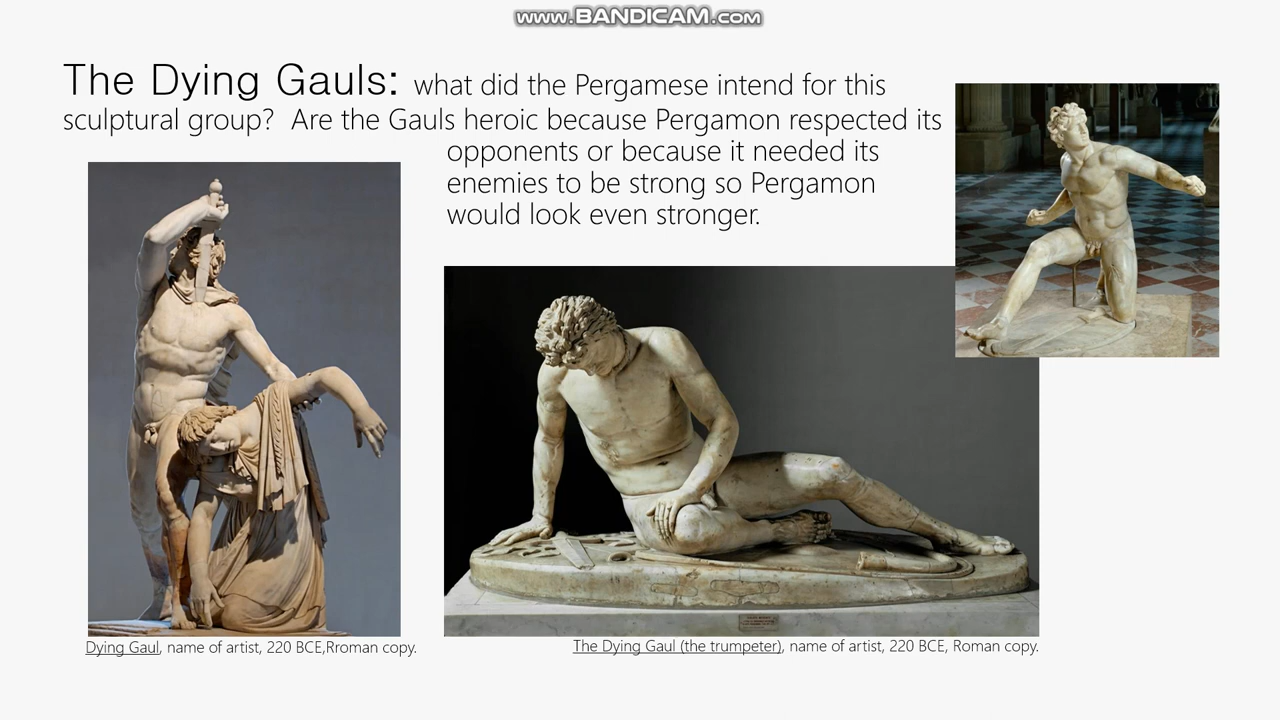 www.BANDICAM.com
The Dying Gauls: what did the Pergamese intend for this
sculptural group? Are the Gauls heroic because Pergamon respected its
opponents or because it needed its
enemies to be strong so Pergamon
would look even stronger.
Dying Gaul, name of artist, 220 BCE,Rroman copy.
The Dying Gaul (the trumpeter), name of artist, 220 BCE, Roman copy.